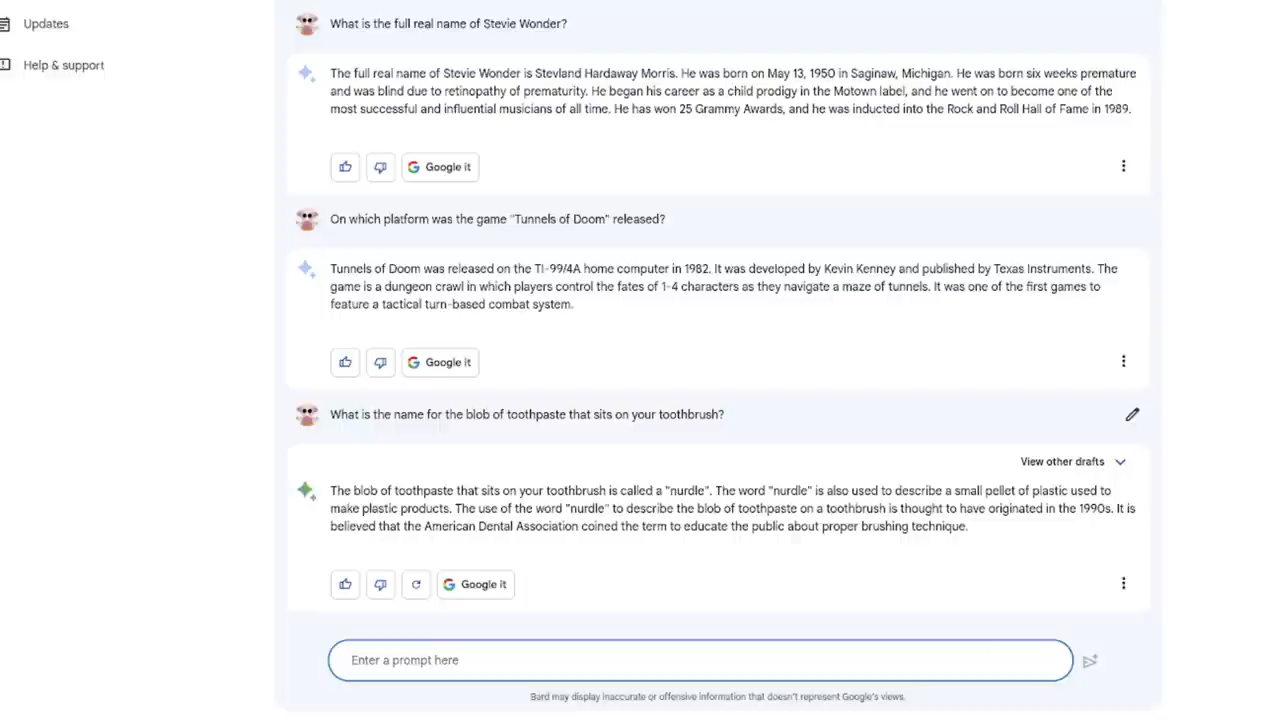 Updates
Help & support
What is the full real name of Stevie Wonder?
The full real name of Stevie Wonder is Stevland Hardaway Morris. He was born on May 13, 1950 in Saginaw, Michigan. He was born six weeks premature
and was blind due to retinopathy of prematurity. He began his career as a child prodigy in the Motown label, and he went on to become one of the
most successful and influential musicians of all time. He has won 25 Grammy Awards, and he was inducted into the Rock and Roll Hall of Fame in 1989.
Google it
On which platform was the game "Tunnels of Doom" released?
Tunnels of Doom was released on the TI-99/4A home computer in 1982. It was developed by Kevin Kenney and published by Texas Instruments. The
game is a dungeon crawl in which players control the fates of 1-4 characters as they navigate a maze of tunnels. It was one of the first games to
feature a tactical turn-based combat system.
Google it
What is the name for the blob of toothpaste that sits on your toothbrush?
View other drafts
The blob of toothpaste that sits on your toothbrush is called a "nurdle". The word "nurdle" is also used to describe a small pellet of plastic used to
make plastic products. The use of the word "nurdle" to describe the blob of toothpaste on a toothbrush is thought to have originated in the 1990s. It is
believed that the American Dental Association coined the term to educate the public about proper brushing technique.
Google it
Enter a prompt here
Bard may display inaccurate or offensive information that doesn't represent Google's views.